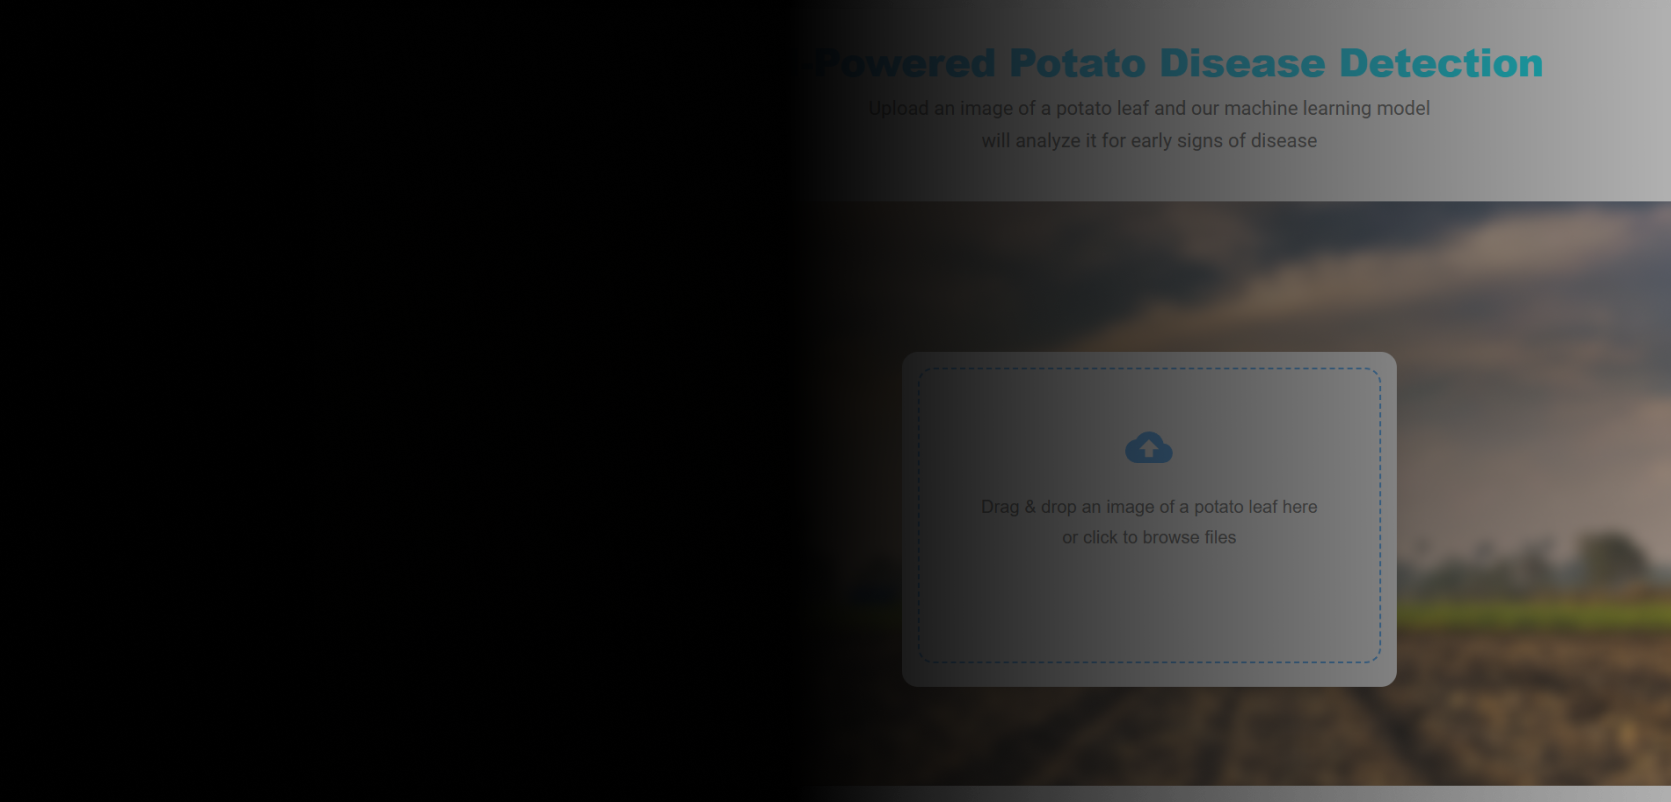 Powered Potato Disease Detection
Upload an image of a potato leaf and our machine learning model
will analyze it for early signs of disease
Drag & drop an image of a potato leaf here
or click to browse files